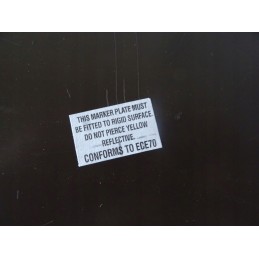 THIS MARKER PLATE MUST
BE FITTED TO RIGID SURFACE
DO NOT PIERCE YELLOW
REFLECTIVE.
CONFORMS TO ECE70